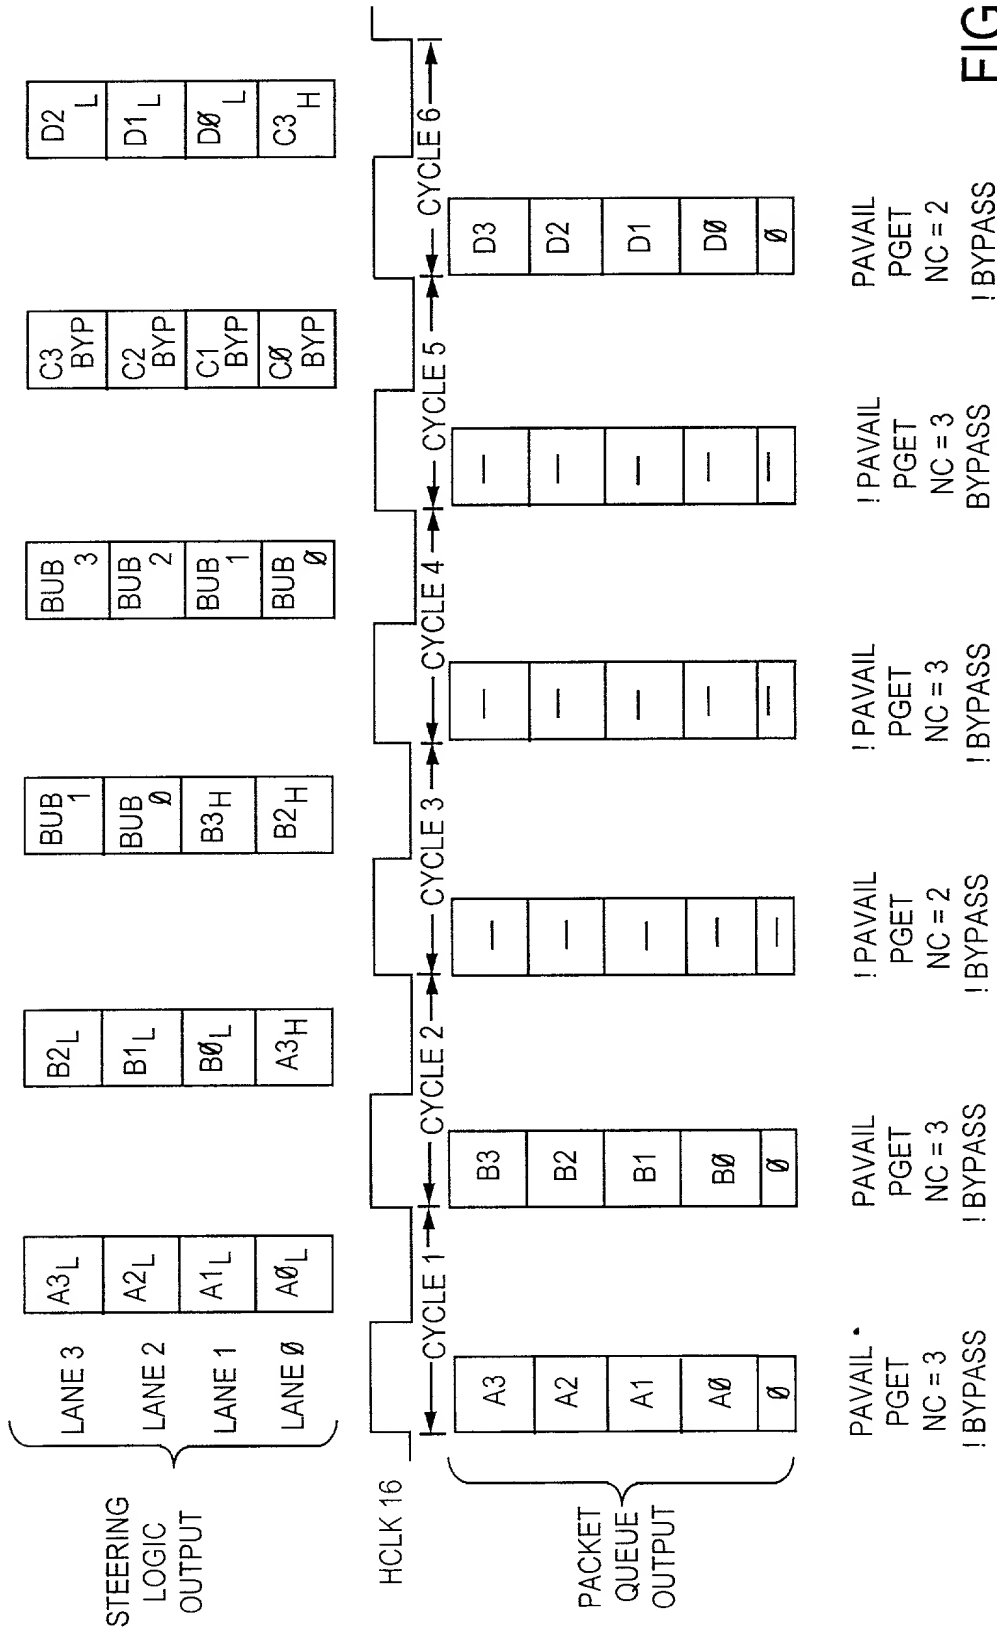 STEERING
LOGIC
OUTPUT
LANE 3 A3L B2L BUB 1 BUB 3 C3 BYP D2 L
LANE 2 A2L B1L BUB Ø BUB 2 C2 BYP D1 L
LANE 1 A1L BØL B3H BUB 1 C1 BYP DØ L
LANE Ø AØL A3H B2H BUB Ø CØ BYP C3 H
HCLK 16
CYCLE 1 CYCLE 2 CYCLE 3 CYCLE 4 CYCLE 5 CYCLE 6
PACKET
QUEUE
OUTPUT
A3 B3 — — — D3
A2 B2 — — — D2
A1 B1 — — — D1
AØ BØ — — — DØ
Ø Ø — — — Ø
PAVAIL PAVAIL !PAVAIL !PAVAIL !PAVAIL PAVAIL
PGET PGET PGET PGET PGET PGET
NC = 3 NC = 3 NC = 2 NC = 3 NC = 3 NC = 2
!BYPASS !BYPASS !BYPASS !BYPASS BYPASS !BYPASS
FIG